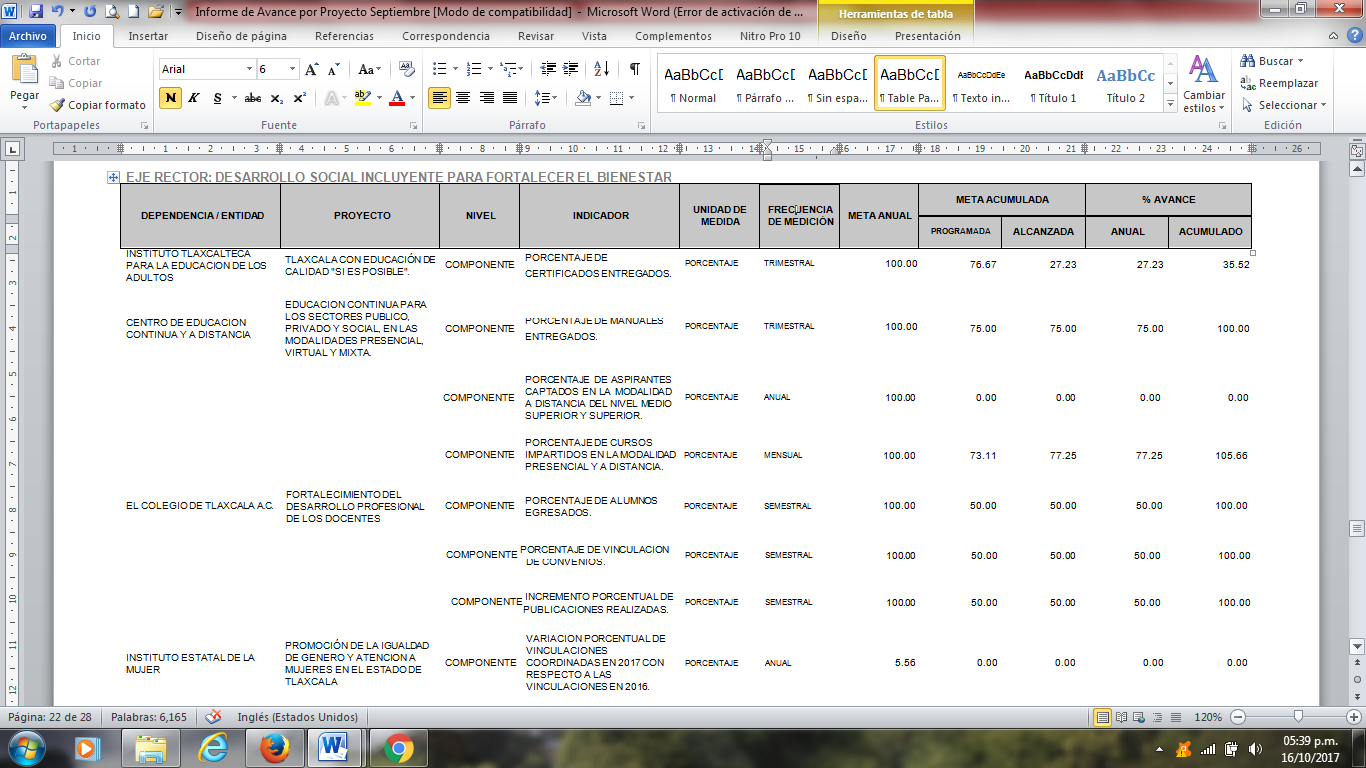 Informe de Avance por Proyecto Septiembre [Modo de compatibilidad] - Microsoft Word (Error de activación de ...
Herramientas de tabla
Archivo Inicio Insertar Diseño de página Referencias Correspondencia Revisar Vista Complementos Nitro Pro 10 Diseño Presentación
Pegar
Cortar
Copiar
Copiar formato
Portapapeles
Arial 6
N K S abc x₂ x²
Fuente
Párrafo
AaBbCcI AaBbCcI AaBbCcI AaBbCcI AaBbCcDdEe AaBbCcDdE AaBbCc
¶ Normal ¶ Párrafo ... ¶ Sin espa... ¶ Table Pa... ¶ Texto in... ¶ Título 1 Título 2
Cambiar estilos
Estilos
Buscar
Reemplazar
Seleccionar
Edición
EJE RECTOR: DESARROLLO SOCIAL INCLUYENTE PARA FORTALECER EL BIENESTAR
DEPENDENCIA / ENTIDAD PROYECTO NIVEL INDICADOR UNIDAD DE MEDIDA FRECUENCIA DE MEDICIÓN META ANUAL META ACUMULADA % AVANCE
PROGRAMADA ALCANZADA ANUAL ACUMULADO
INSTITUTO TLAXCALTECA
PARA LA EDUCACION DE LOS
ADULTOS
TLAXCALA CON EDUCACIÓN DE
CALIDAD "SI ES POSIBLE".
COMPONENTE
PORCENTAJE DE
CERTIFICADOS ENTREGADOS.
PORCENTAJE TRIMESTRAL 100.00 76.67 27.23 27.23 35.52
CENTRO DE EDUCACION
CONTINUA Y A DISTANCIA
EDUCACION CONTINUA PARA
LOS SECTORES PUBLICO,
PRIVADO Y SOCIAL, EN LAS
MODALIDADES PRESENCIAL,
VIRTUAL Y MIXTA.
COMPONENTE
PORCENTAJE DE MANUALES
ENTREGADOS.
PORCENTAJE TRIMESTRAL 100.00 75.00 75.00 75.00 100.00
COMPONENTE
PORCENTAJE DE ASPIRANTES
CAPTADOS EN LA MODALIDAD
A DISTANCIA DEL NIVEL MEDIO
SUPERIOR Y SUPERIOR.
PORCENTAJE ANUAL 100.00 0.00 0.00 0.00 0.00
COMPONENTE
PORCENTAJE DE CURSOS
IMPARTIDOS EN LA MODALIDAD
PRESENCIAL Y A DISTANCIA.
PORCENTAJE MENSUAL 100.00 73.11 77.25 77.25 105.66
EL COLEGIO DE TLAXCALA A.C.
FORTALECIMIENTO DEL
DESARROLLO PROFESIONAL
DE LOS DOCENTES
COMPONENTE
PORCENTAJE DE ALUMNOS
EGRESADOS.
PORCENTAJE SEMESTRAL 100.00 50.00 50.00 50.00 100.00
COMPONENTE
PORCENTAJE DE VINCULACION
DE CONVENIOS.
PORCENTAJE SEMESTRAL 100.00 50.00 50.00 50.00 100.00
COMPONENTE
INCREMENTO PORCENTUAL DE
PUBLICACIONES REALIZADAS.
PORCENTAJE SEMESTRAL 100.00 50.00 50.00 50.00 100.00
INSTITUTO ESTATAL DE LA
MUJER
PROMOCIÓN DE LA IGUALDAD
DE GENERO Y ATENCION A
MUJERES EN EL ESTADO DE
TLAXCALA
COMPONENTE
VARIACION PORCENTUAL DE
VINCULACIONES
COORDINADAS EN 2017 CON
RESPECTO A LAS
VINCULACIONES EN 2016.
PORCENTAJE ANUAL 5.56 0.00 0.00 0.00 0.00
Página: 22 de 28 Palabras: 6,165 Inglés (Estados Unidos) 120%
05:39 p.m.
16/10/2017